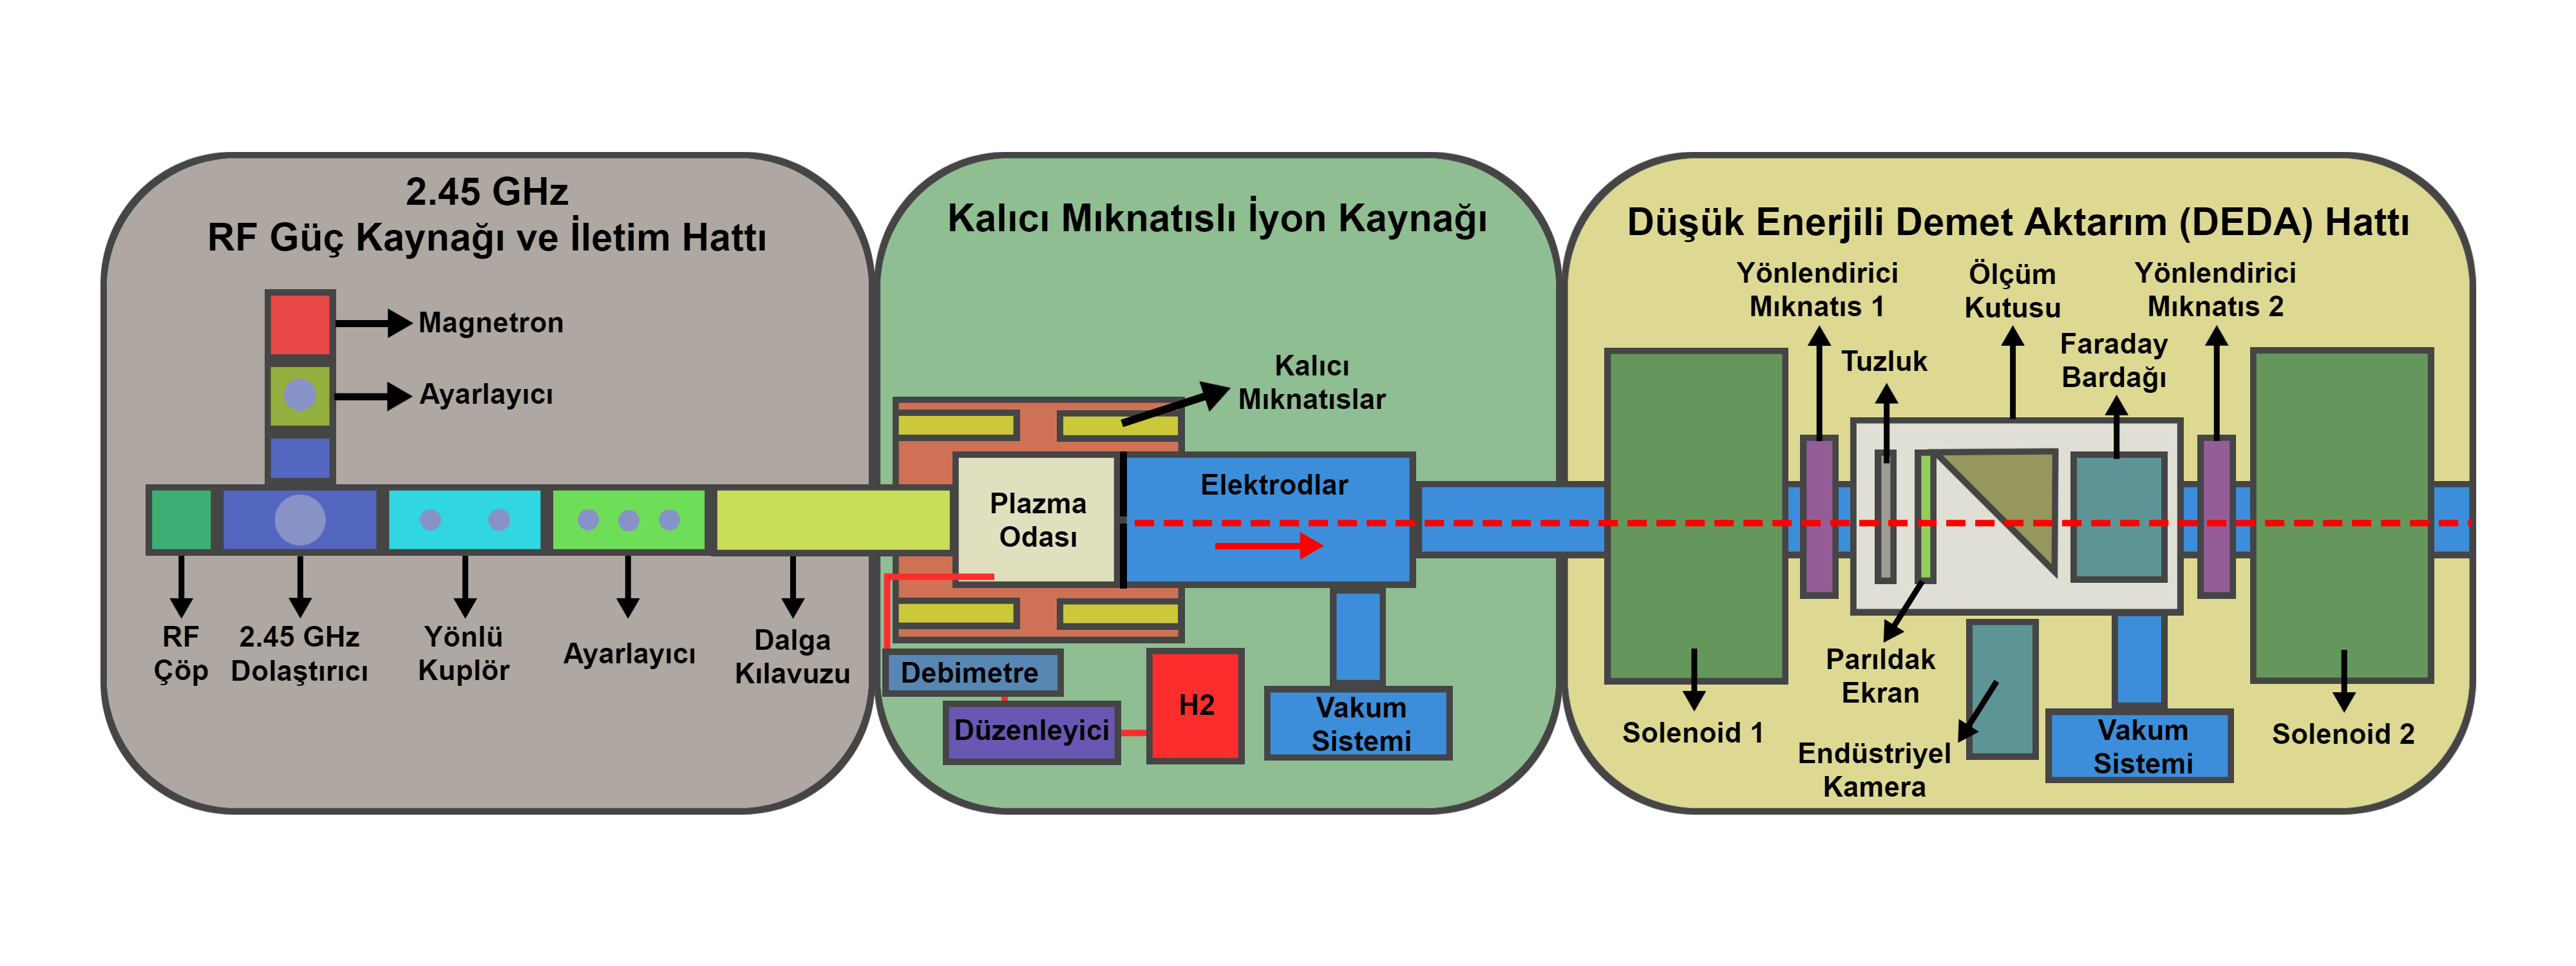 2.45 GHz
RF Güç Kaynağı ve İletim Hattı
Magnetron
Ayarlayıcı
RF
Çöp
2.45 GHz
Dolaştırıcı
Yönlü
Kuplör
Ayarlayıcı
Dalga
Kılavuzu
Kalıcı Mıknatıslı İyon Kaynağı
Kalıcı
Mıknatıslar
Plazma
Odası
Elektrodlar
Debimetre
Düzenleyici
H2
Vakum
Sistemi
Düşük Enerjili Demet Aktarım (DEDA) Hattı
Yönlendirici
Mıknatıs 1
Ölçüm
Kutusu
Yönlendirici
Mıknatıs 2
Tuzluk
Faraday
Bardağı
Parıldak
Ekran
Solenoid 1
Endüstriyel
Kamera
Vakum
Sistemi
Solenoid 2